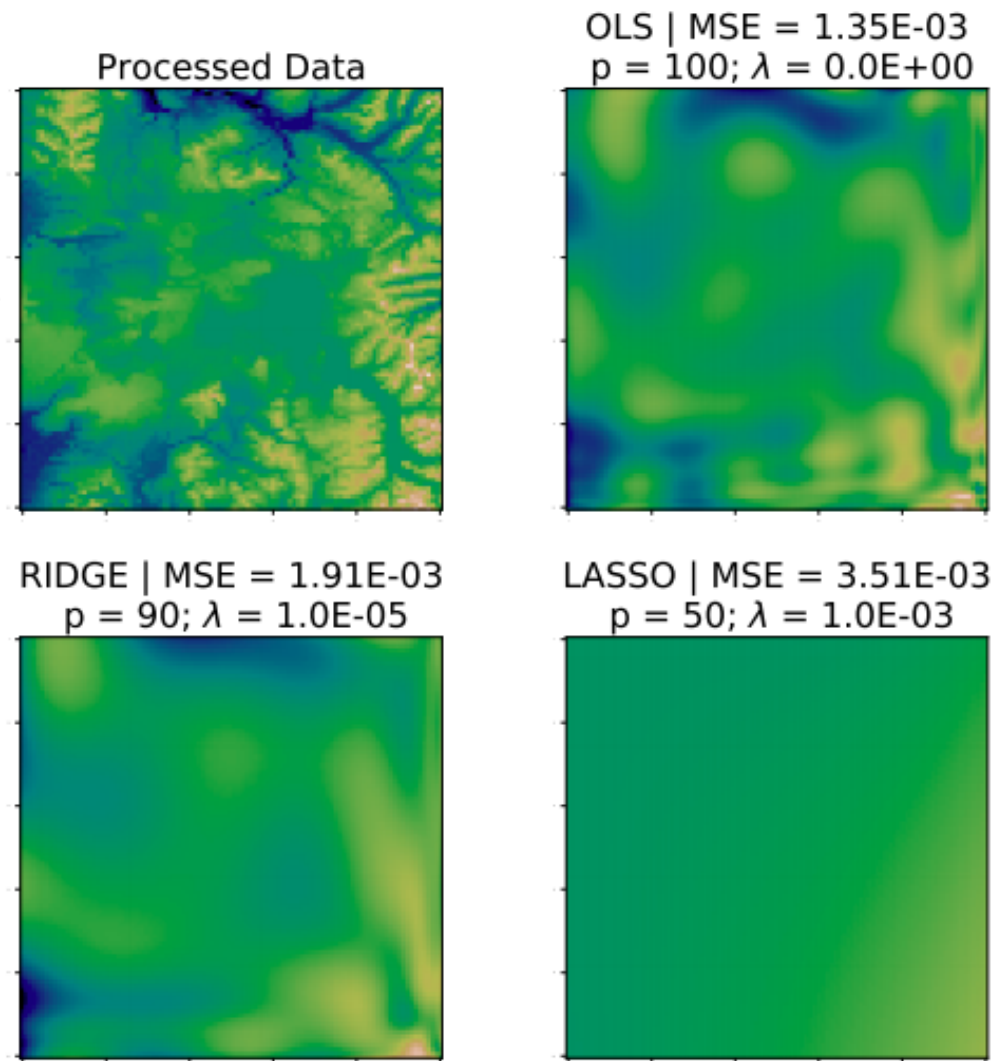 Processed Data
OLS | MSE = 1.35E-03
p = 100; λ = 0.0E+00
RIDGE | MSE = 1.91E-03
p = 90; λ = 1.0E-05
LASSO | MSE = 3.51E-03
p = 50; λ = 1.0E-03